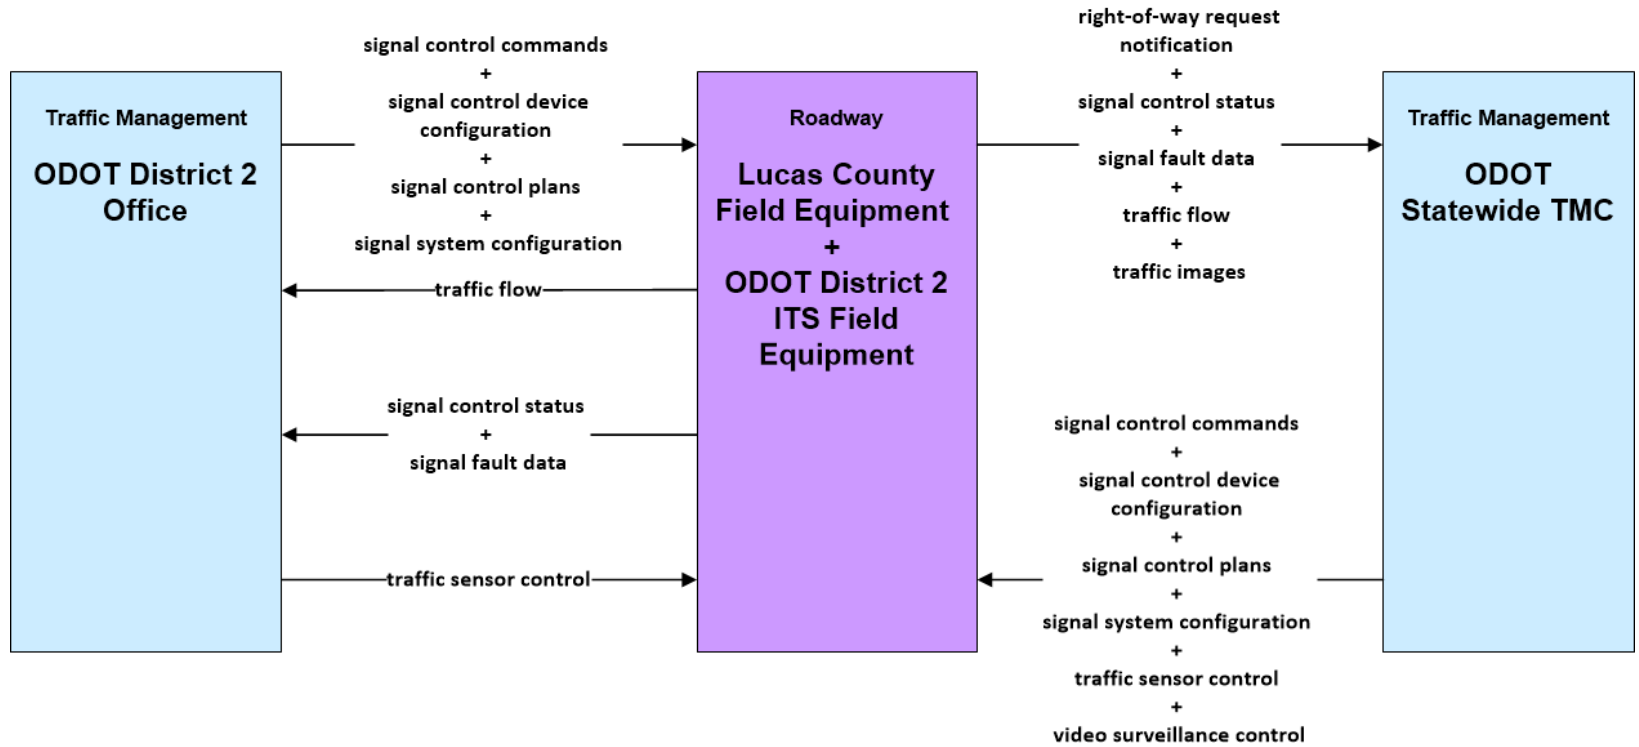 Traffic Management
ODOT District 2
Office
signal control commands
+
signal control device
configuration
+
signal control plans
+
signal system configuration
traffic flow
signal control status
+
signal fault data
traffic sensor control
Roadway
Lucas County
Field Equipment
+
ODOT District 2
ITS Field
Equipment
right-of-way request
notification
+
signal control status
+
signal fault data
+
traffic flow
+
traffic images
signal control commands
+
signal control device
configuration
+
signal control plans
+
signal system configuration
+
traffic sensor control
+
video surveillance control
Traffic Management
ODOT
Statewide TMC